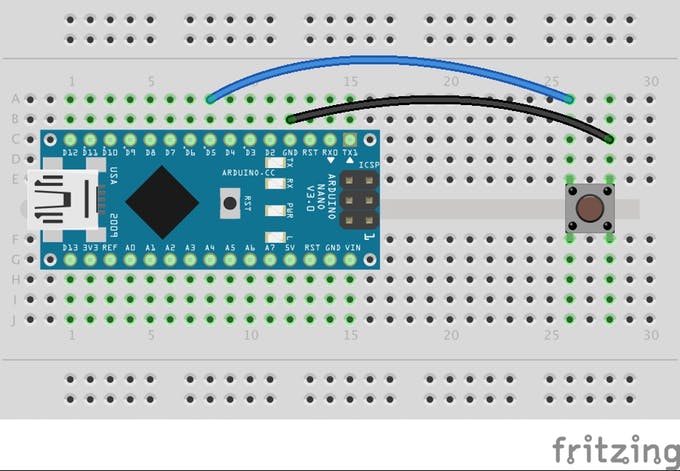 1 5 15 20 25 30
A
B
C
D12 D11 D10 D9 D8 D7 D6 D5 D4 D3 D2 GND RST RX0 TX1
D
TX
ICSP
E
USA
ARDUINO.CC
RX
ARDUINO
NANO
V3.0
RST
PWR
2009
1
L
F
D13 3V3 REF A0 A1 A2 A3 A4 A5 A6 A7 5V RST GND VIN
G
H
I
J
1 5 10 15 20 25 30
fritzing